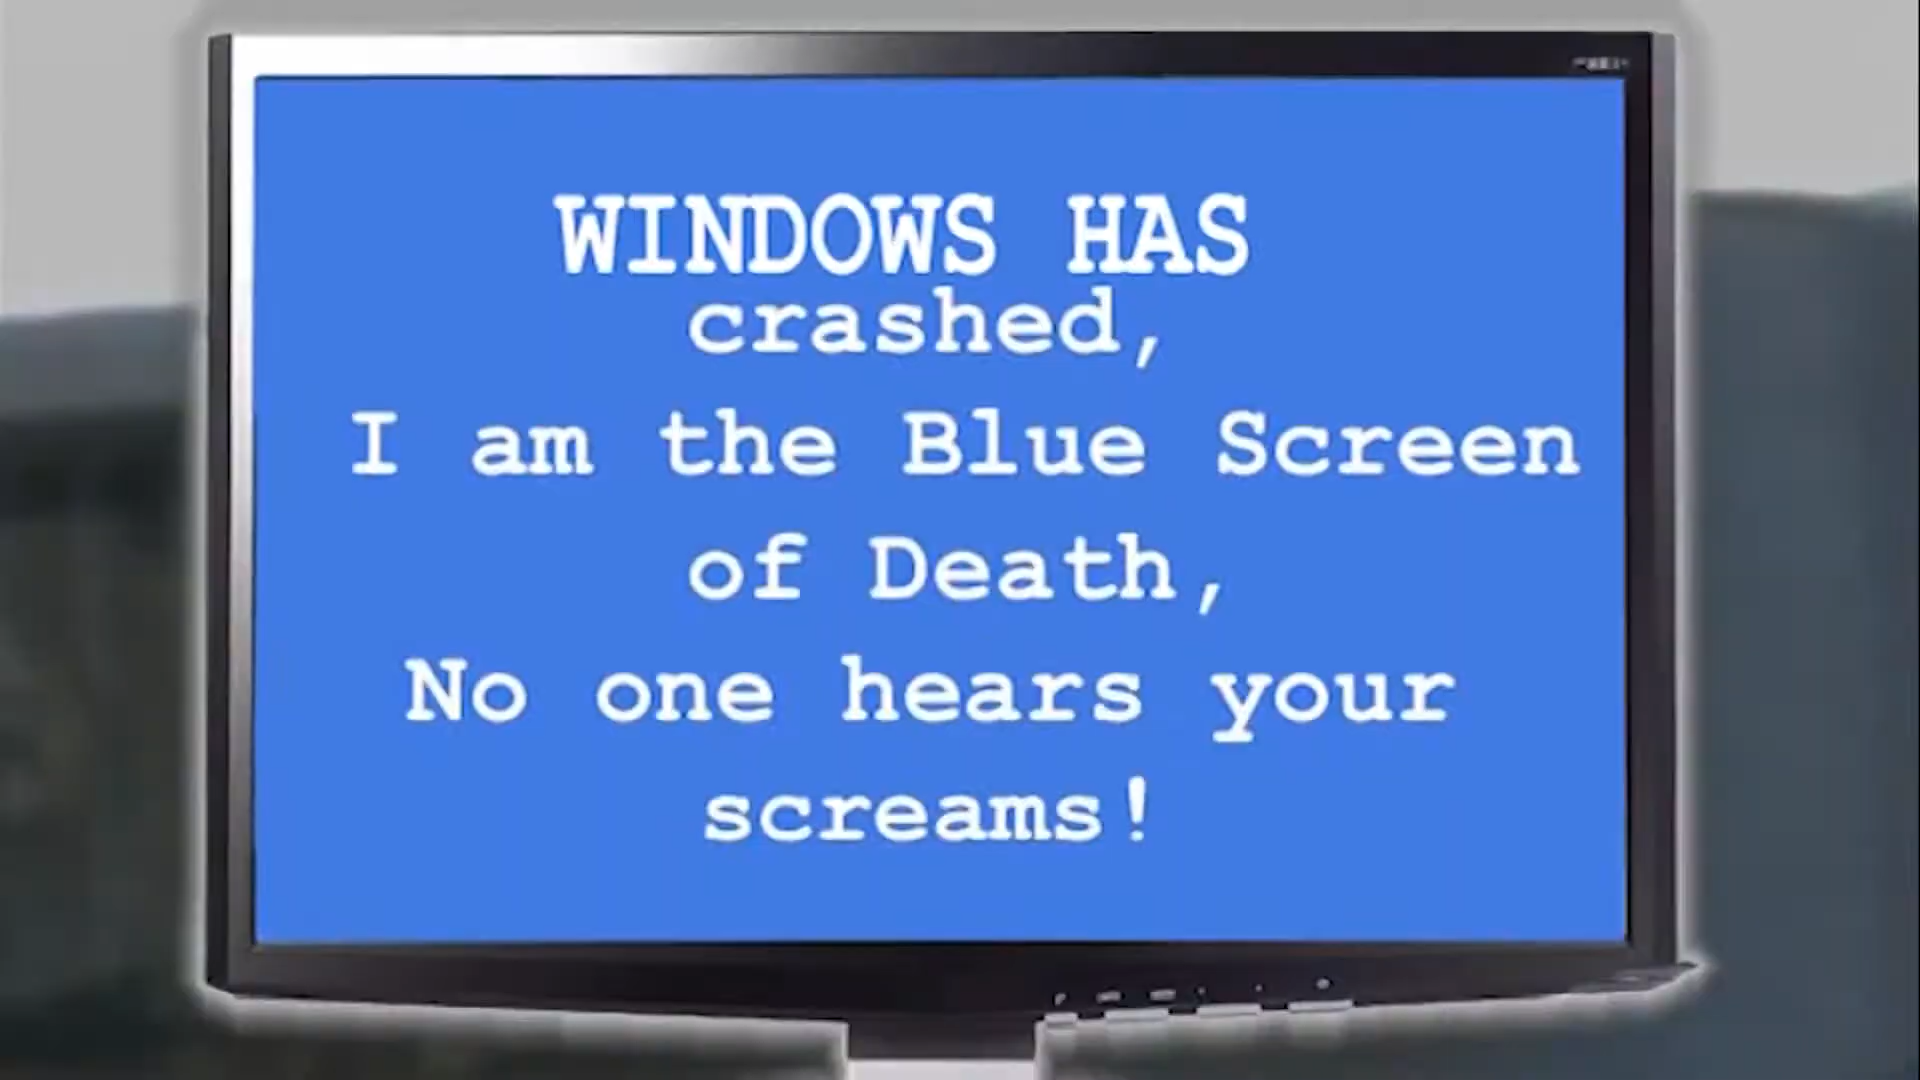 WINDOWS HAS
crashed,
I am the Blue Screen
of Death,
No one hears your
screams!